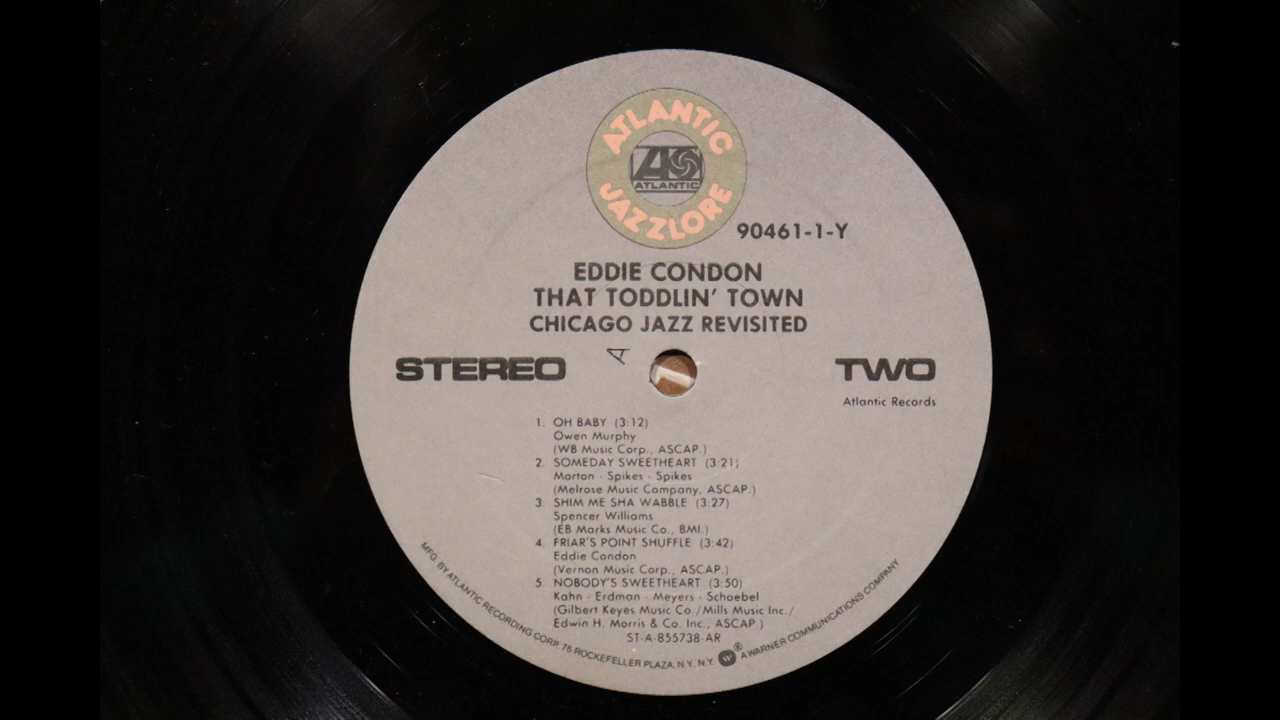 ATLANTIC
ATLANTIC
JAZZLORE
90461-1-Y
EDDIE CONDON
THAT TODDLIN' TOWN
CHICAGO JAZZ REVISITED
A
STEREO
TWO
Atlantic Records
1. OH BABY (3:12)
Owen Murphy
(WB Music Corp., ASCAP.)
2. SOMEDAY SWEETHEART (3:21)
Morton - Spikes - Spikes
(Melrose Music Company, ASCAP.)
3. SHIM ME SHA WABBLE (3:27)
Spencer Williams
(EB Marks Music Co., BMI.)
4. FRIAR'S POINT SHUFFLE (3:42)
Eddie Condon
(Vernon Music Corp., ASCAP.)
5. NOBODY'S SWEETHEART (3:50)
Kahn - Erdman - Meyers - Schoebel
(Gilbert Keyes Music Co./Mills Music Inc./
Edwin H. Morris & Co. Inc., ASCAP.)
ST-A-855738-AR
MFG. BY ATLANTIC RECORDING CORP. 75 ROCKEFELLER PLAZA, N.Y. N.Y. ® A WARNER COMMUNICATIONS COMPANY